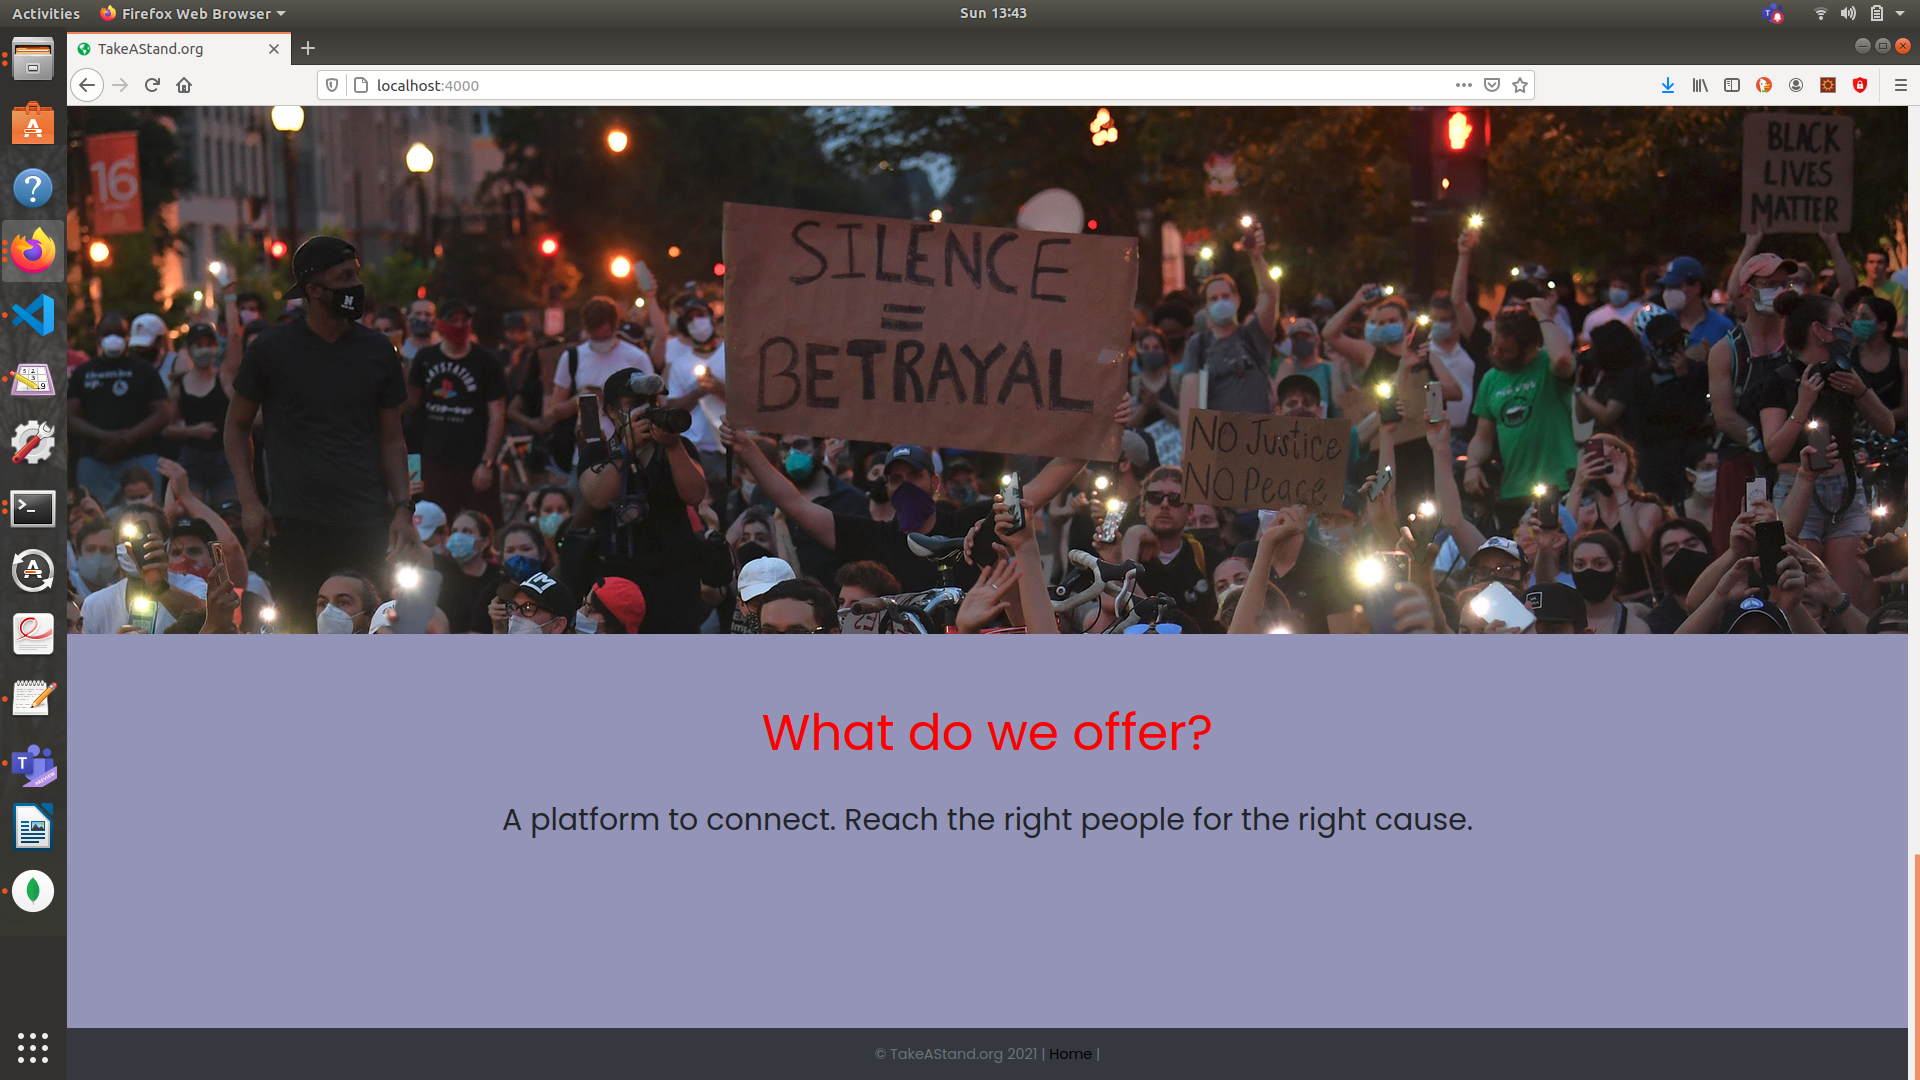 Activities
Firefox Web Browser
Sun 13:43
TakeAStand.org
localhost:4000
16
BLACK
LIVES
MATTER
SILENCE
=
BETRAYAL
NO JUSTICE
NO Peace
What do we offer?
A platform to connect. Reach the right people for the right cause.
© TakeAStand.org 2021 | Home |